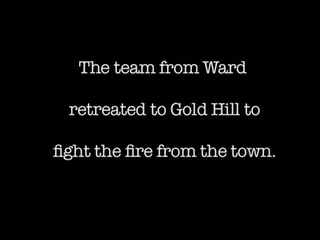 The team from Ward
retreated to Gold Hill to
fight the fire from the town.